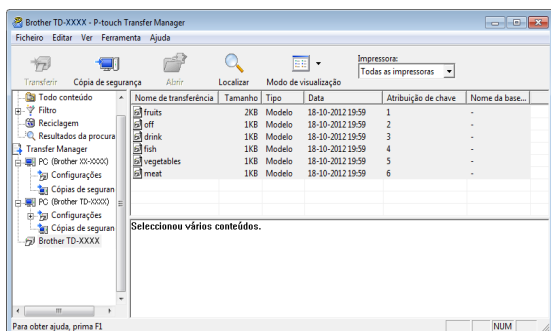 Brother TD-XXXX - P-touch Transfer Manager
Ficheiro Editar Ver Ferramenta Ajuda
Transferir Cópia de segurança Abrir Localizar Modo de visualização
Impressora:
Todas as impressoras
Todo conteúdo
Filtro
Reciclagem
Resultados da procura
Transfer Manager
PC (Brother XX-XXXX)
Configurações
Cópias de seguran
PC (Brother TD-XXXX)
Configurações
Cópias de seguran
Brother TD-XXXX
Nome de transferência Tamanho Tipo Data Atribuição de chave Nome da base...
fruits 2KB Modelo 18-10-2012 19:59 1 -
off 1KB Modelo 18-10-2012 19:59 2 -
drink 1KB Modelo 18-10-2012 19:59 3 -
fish 1KB Modelo 18-10-2012 19:59 4 -
vegetables 1KB Modelo 18-10-2012 19:59 5 -
meat 1KB Modelo 18-10-2012 19:59 6 -
Seleccionou vários conteúdos.
Para obter ajuda, prima F1
NUM